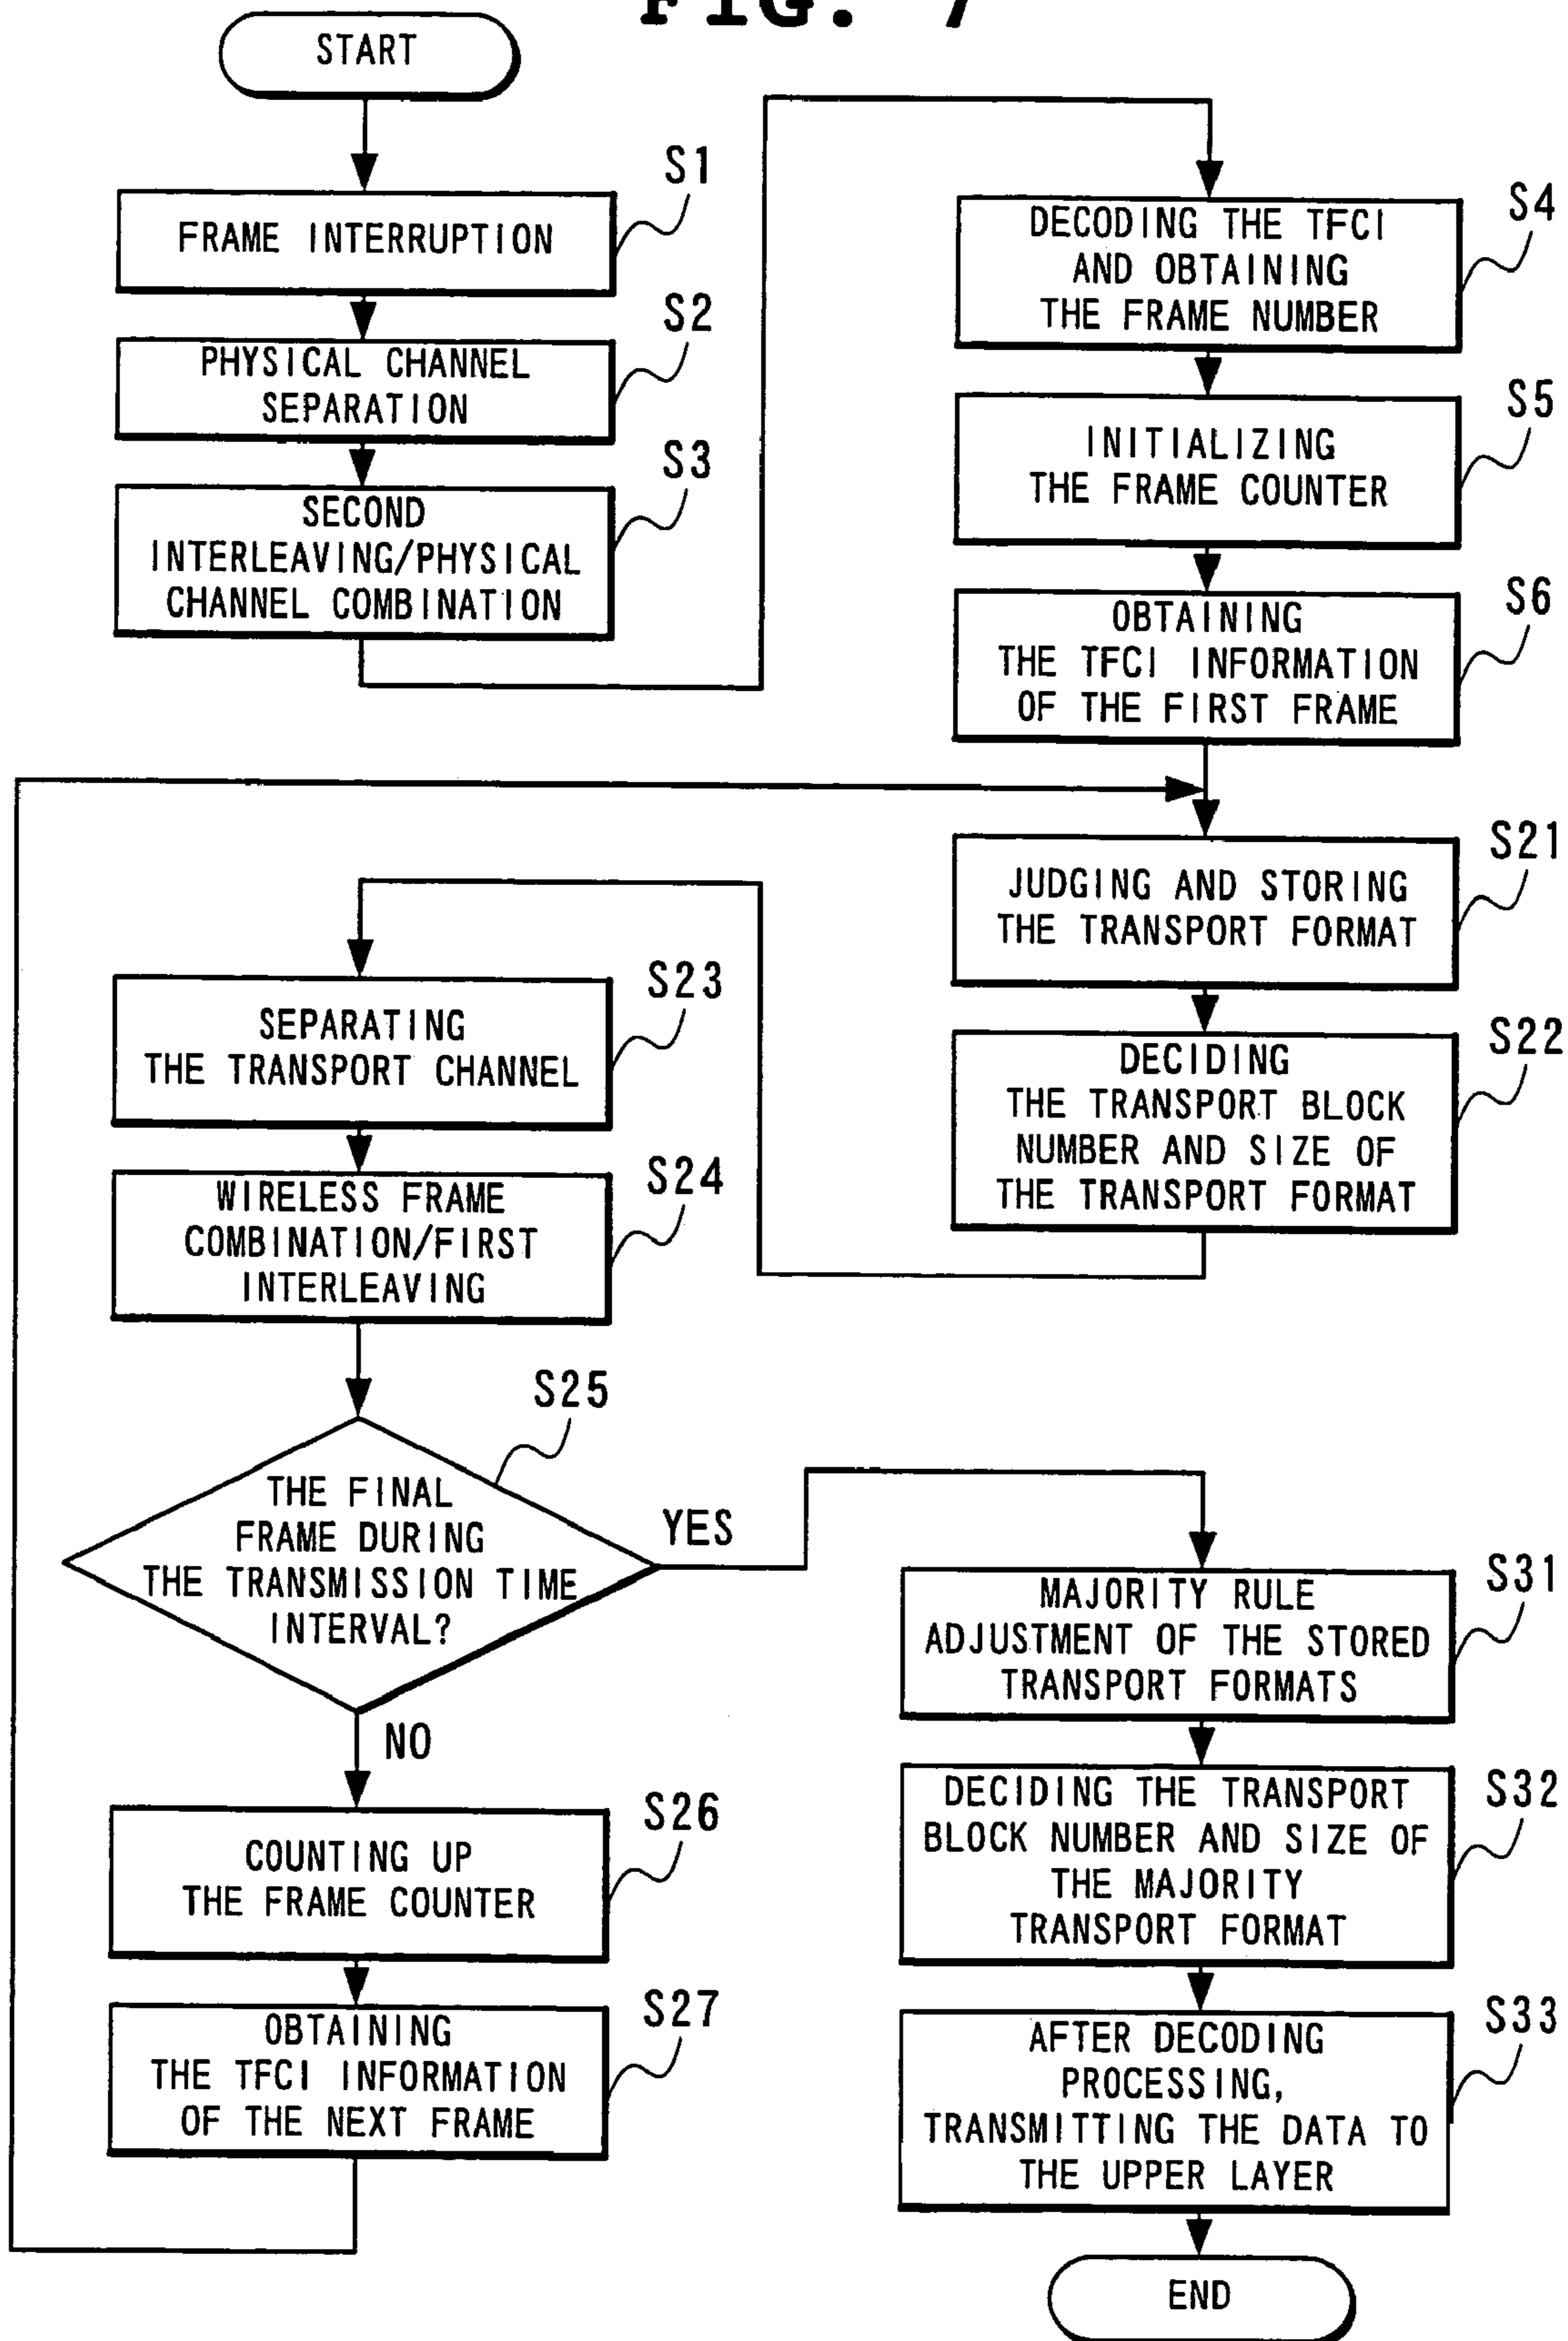 FIG. 7
START
S1
FRAME INTERRUPTION
S2
PHYSICAL CHANNEL
SEPARATION
S3
SECOND
INTERLEAVING/PHYSICAL
CHANNEL COMBINATION
S4
DECODING THE TFCI
AND OBTAINING
THE FRAME NUMBER
S5
INITIALIZING
THE FRAME COUNTER
S6
OBTAINING
THE TFCI INFORMATION
OF THE FIRST FRAME
S21
JUDGING AND STORING
THE TRANSPORT FORMAT
S22
DECIDING
THE TRANSPORT BLOCK
NUMBER AND SIZE OF
THE TRANSPORT FORMAT
S23
SEPARATING
THE TRANSPORT CHANNEL
S24
WIRELESS FRAME
COMBINATION/FIRST
INTERLEAVING
S25
THE FINAL
FRAME DURING
THE TRANSMISSION TIME
INTERVAL?
YES
NO
S26
COUNTING UP
THE FRAME COUNTER
S27
OBTAINING
THE TFCI INFORMATION
OF THE NEXT FRAME
S31
MAJORITY RULE
ADJUSTMENT OF THE STORED
TRANSPORT FORMATS
S32
DECIDING THE TRANSPORT
BLOCK NUMBER AND SIZE OF
THE MAJORITY
TRANSPORT FORMAT
S33
AFTER DECODING
PROCESSING,
TRANSMITTING THE DATA TO
THE UPPER LAYER
END